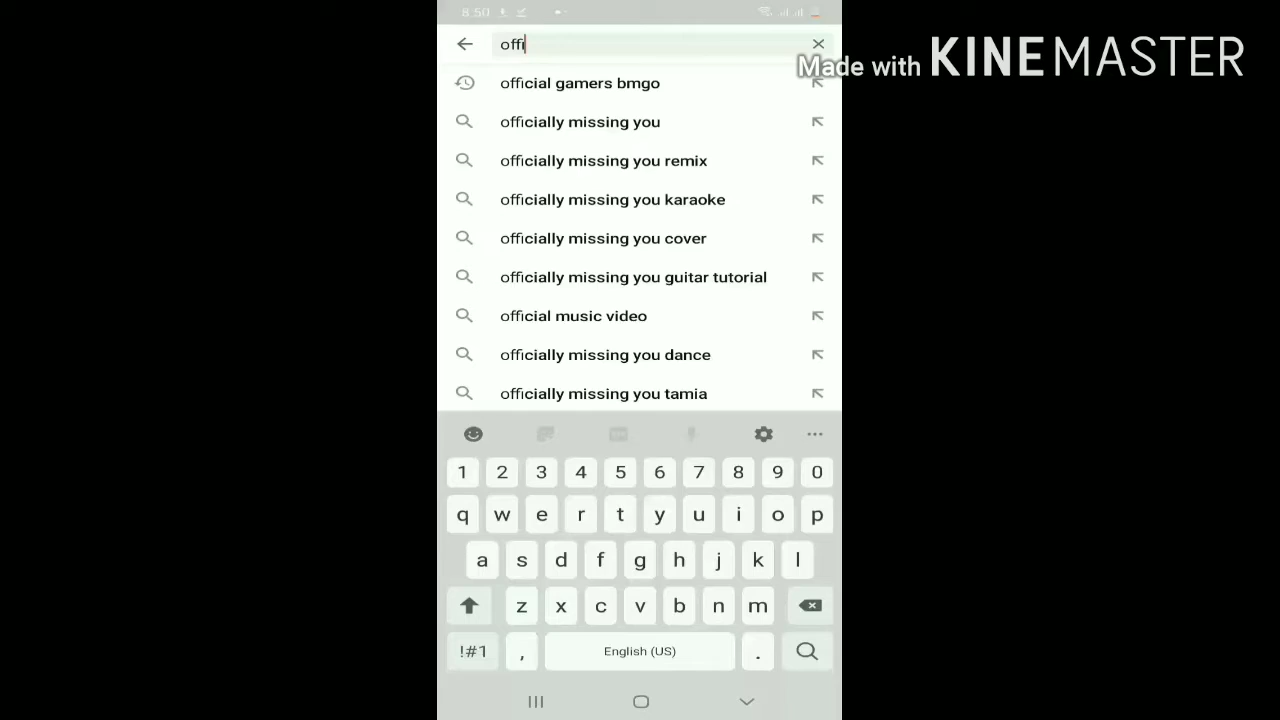 8.50
offi
Made with KINEMASTER
official gamers bmgo
officially missing you
officially missing you remix
officially missing you karaoke
officially missing you cover
officially missing you guitar tutorial
official music video
officially missing you dance
officially missing you tamia
1 2 3 4 5 6 7 8 9 0
q w e r t y u i o p
a s d f g h j k l
z x c v b n m
!#1 , English (US) .